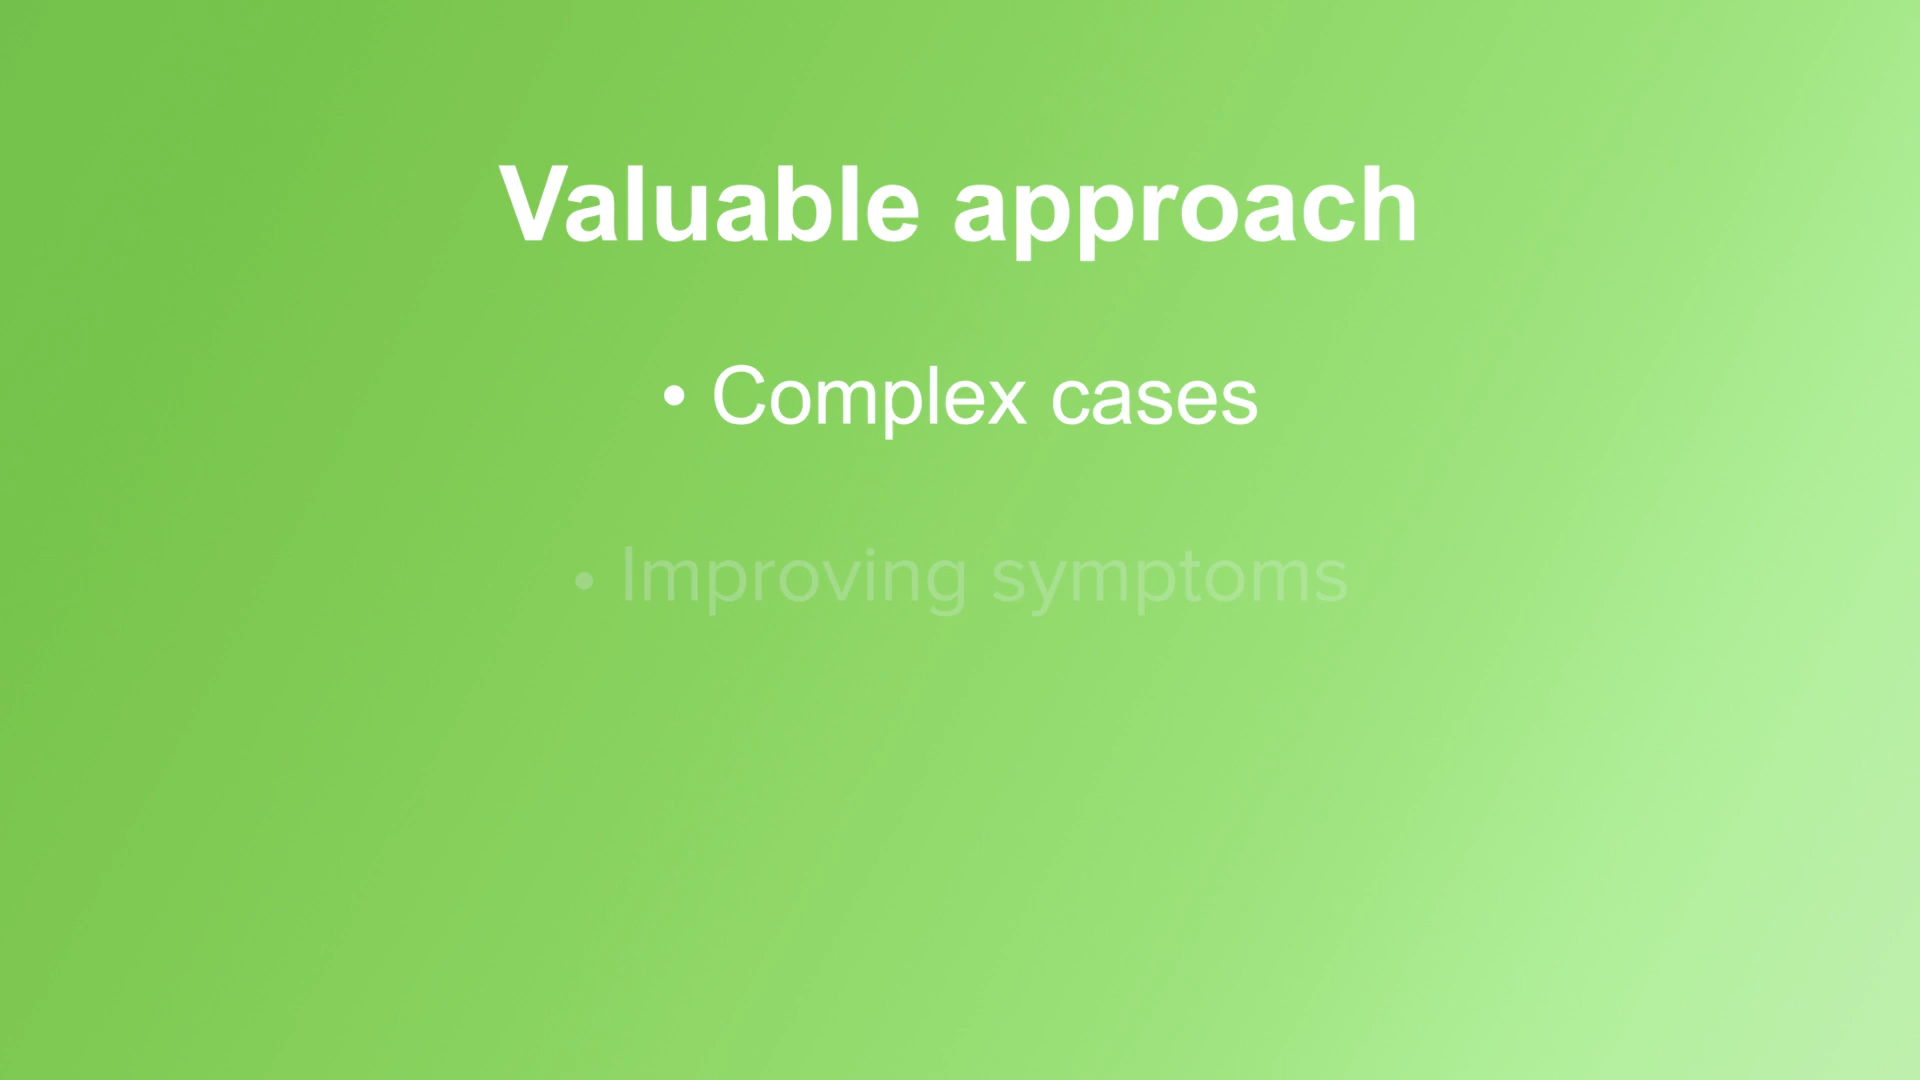 Valuable approach
• Complex cases
• Improving symptoms